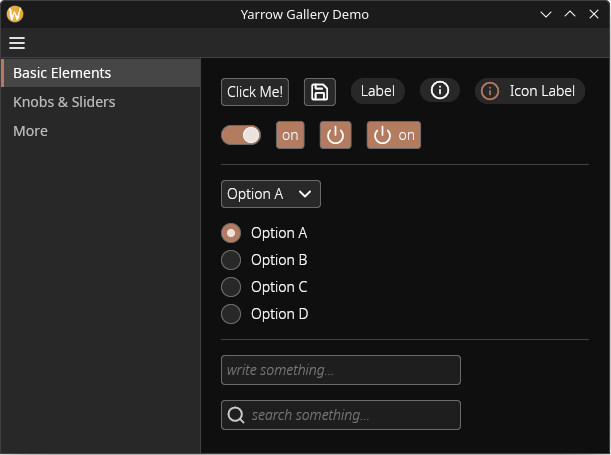 Yarrow Gallery Demo
Basic Elements
Knobs & Sliders
More
Click Me! Label Icon Label
on on
Option A
Option A
Option B
Option C
Option D
write something...
search something...